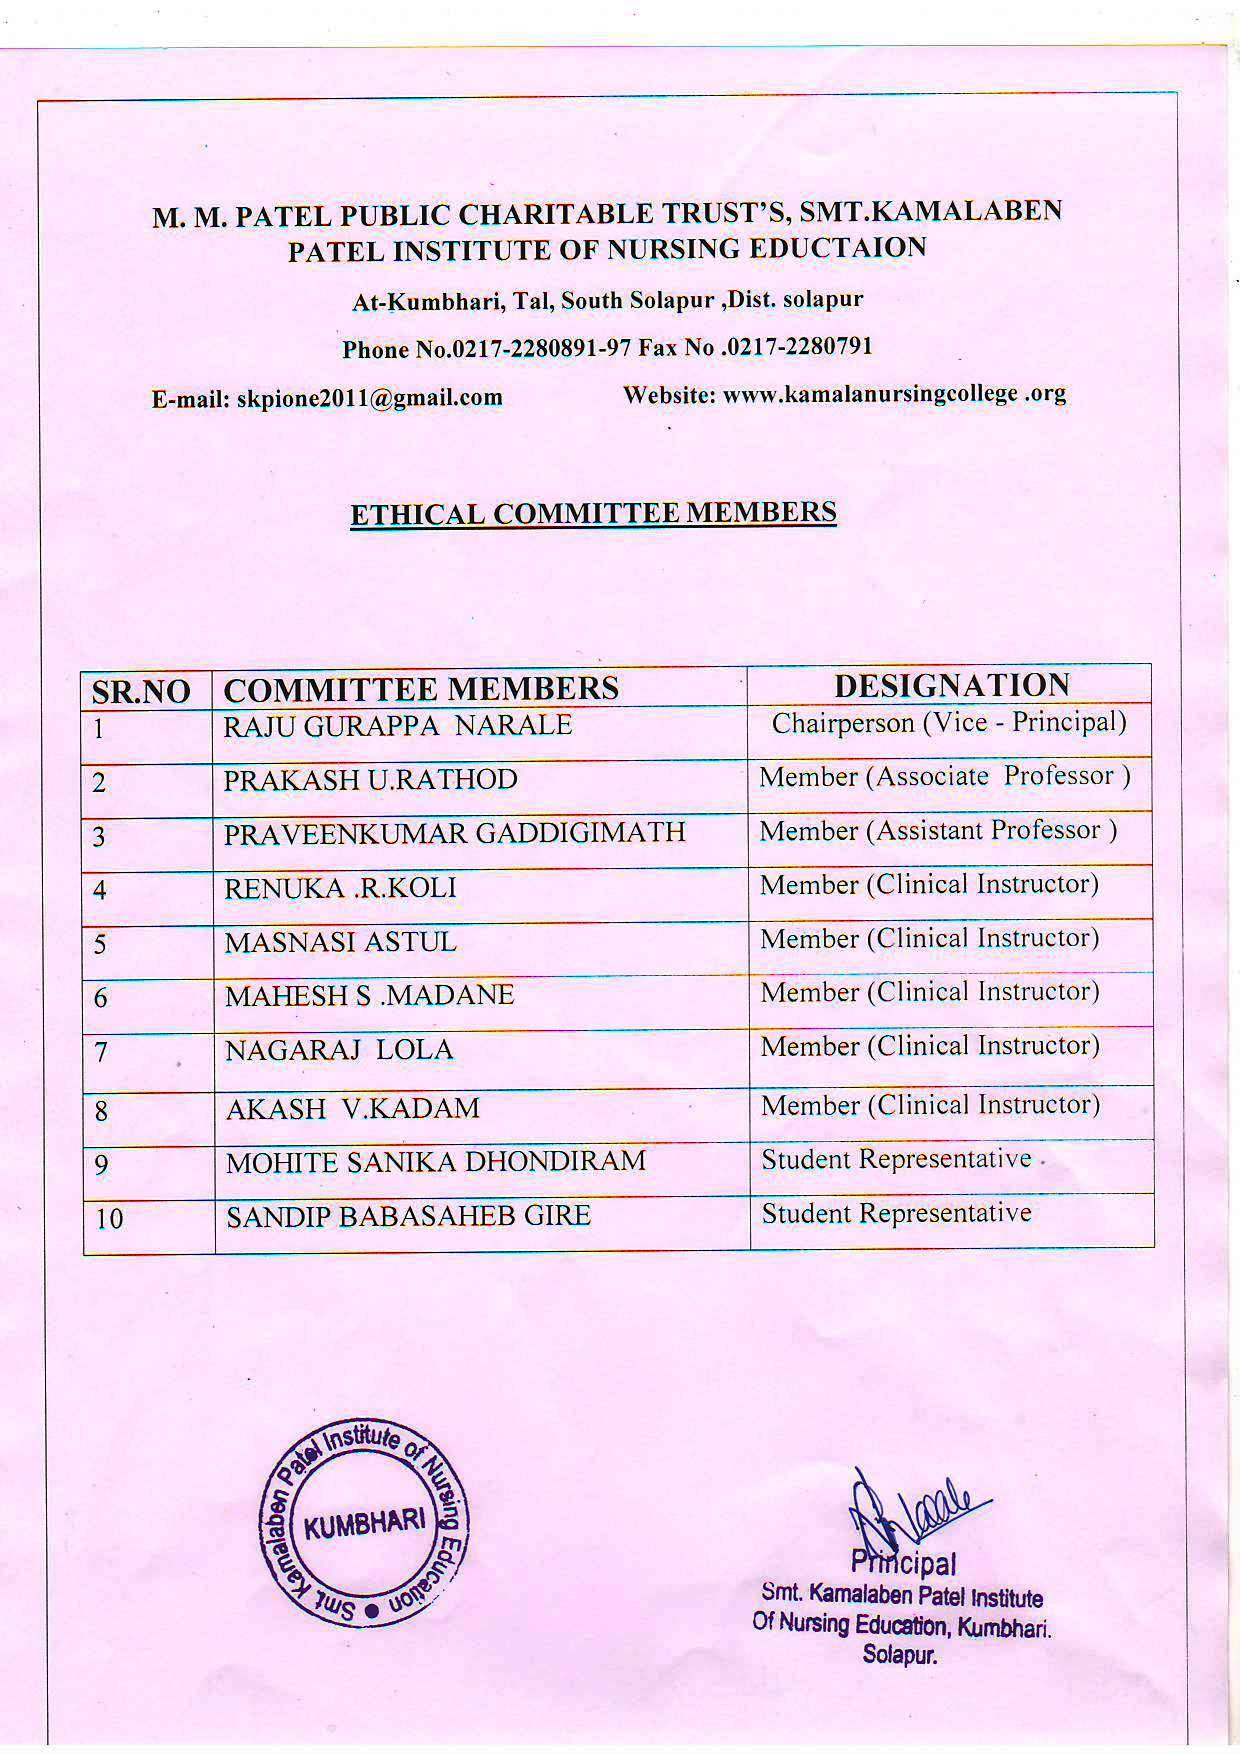 M. M. PATEL PUBLIC CHARITABLE TRUST'S, SMT.KAMALABEN
PATEL INSTITUTE OF NURSING EDUCTAION
At-Kumbhari, Tal, South Solapur ,Dist. solapur
Phone No.0217-2280891-97 Fax No .0217-2280791
E-mail: skpione2011@gmail.com Website: www.kamalanursingcollege .org
ETHICAL COMMITTEE MEMBERS
SR.NO COMMITTEE MEMBERS DESIGNATION
1 RAJU GURAPPA NARALE Chairperson (Vice - Principal)
2 PRAKASH U.RATHOD Member (Associate Professor )
3 PRAVEENKUMAR GADDIGIMATH Member (Assistant Professor )
4 RENUKA .R.KOLI Member (Clinical Instructor)
5 MASNASI ASTUL Member (Clinical Instructor)
6 MAHESH S .MADANE Member (Clinical Instructor)
7 NAGARAJ LOLA Member (Clinical Instructor)
8 AKASH V.KADAM Member (Clinical Instructor)
9 MOHITE SANIKA DHONDIRAM Student Representative
10 SANDIP BABASAHEB GIRE Student Representative
Smt. Kamalaben Patel Institute of Nursing Education
KUMBHARI
Principal
Smt. Kamalaben Patel Institute
Of Nursing Education, Kumbhari.
Solapur.